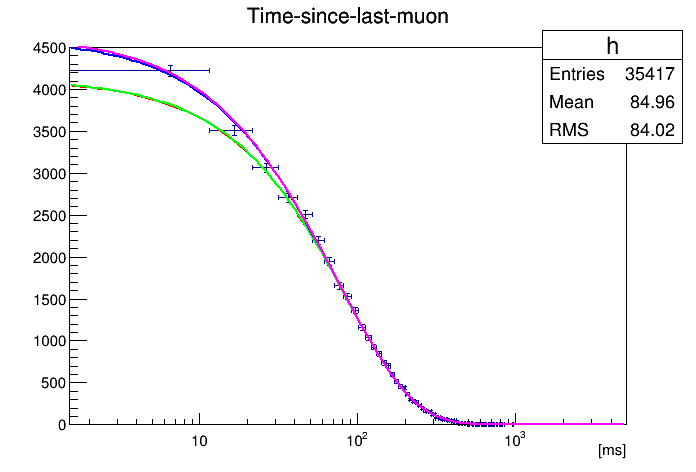 Time-since-last-muon
h
Entries 35417
Mean 84.96
RMS 84.02
4500
4000
3500
3000
2500
2000
1500
1000
500
0
10 10² 10³
[ms]